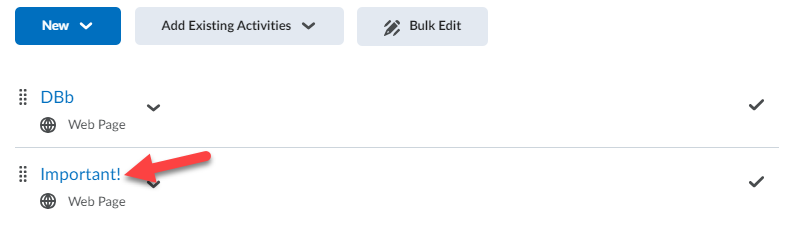 New Add Existing Activities Bulk Edit
DBb
Web Page
Important!
Web Page